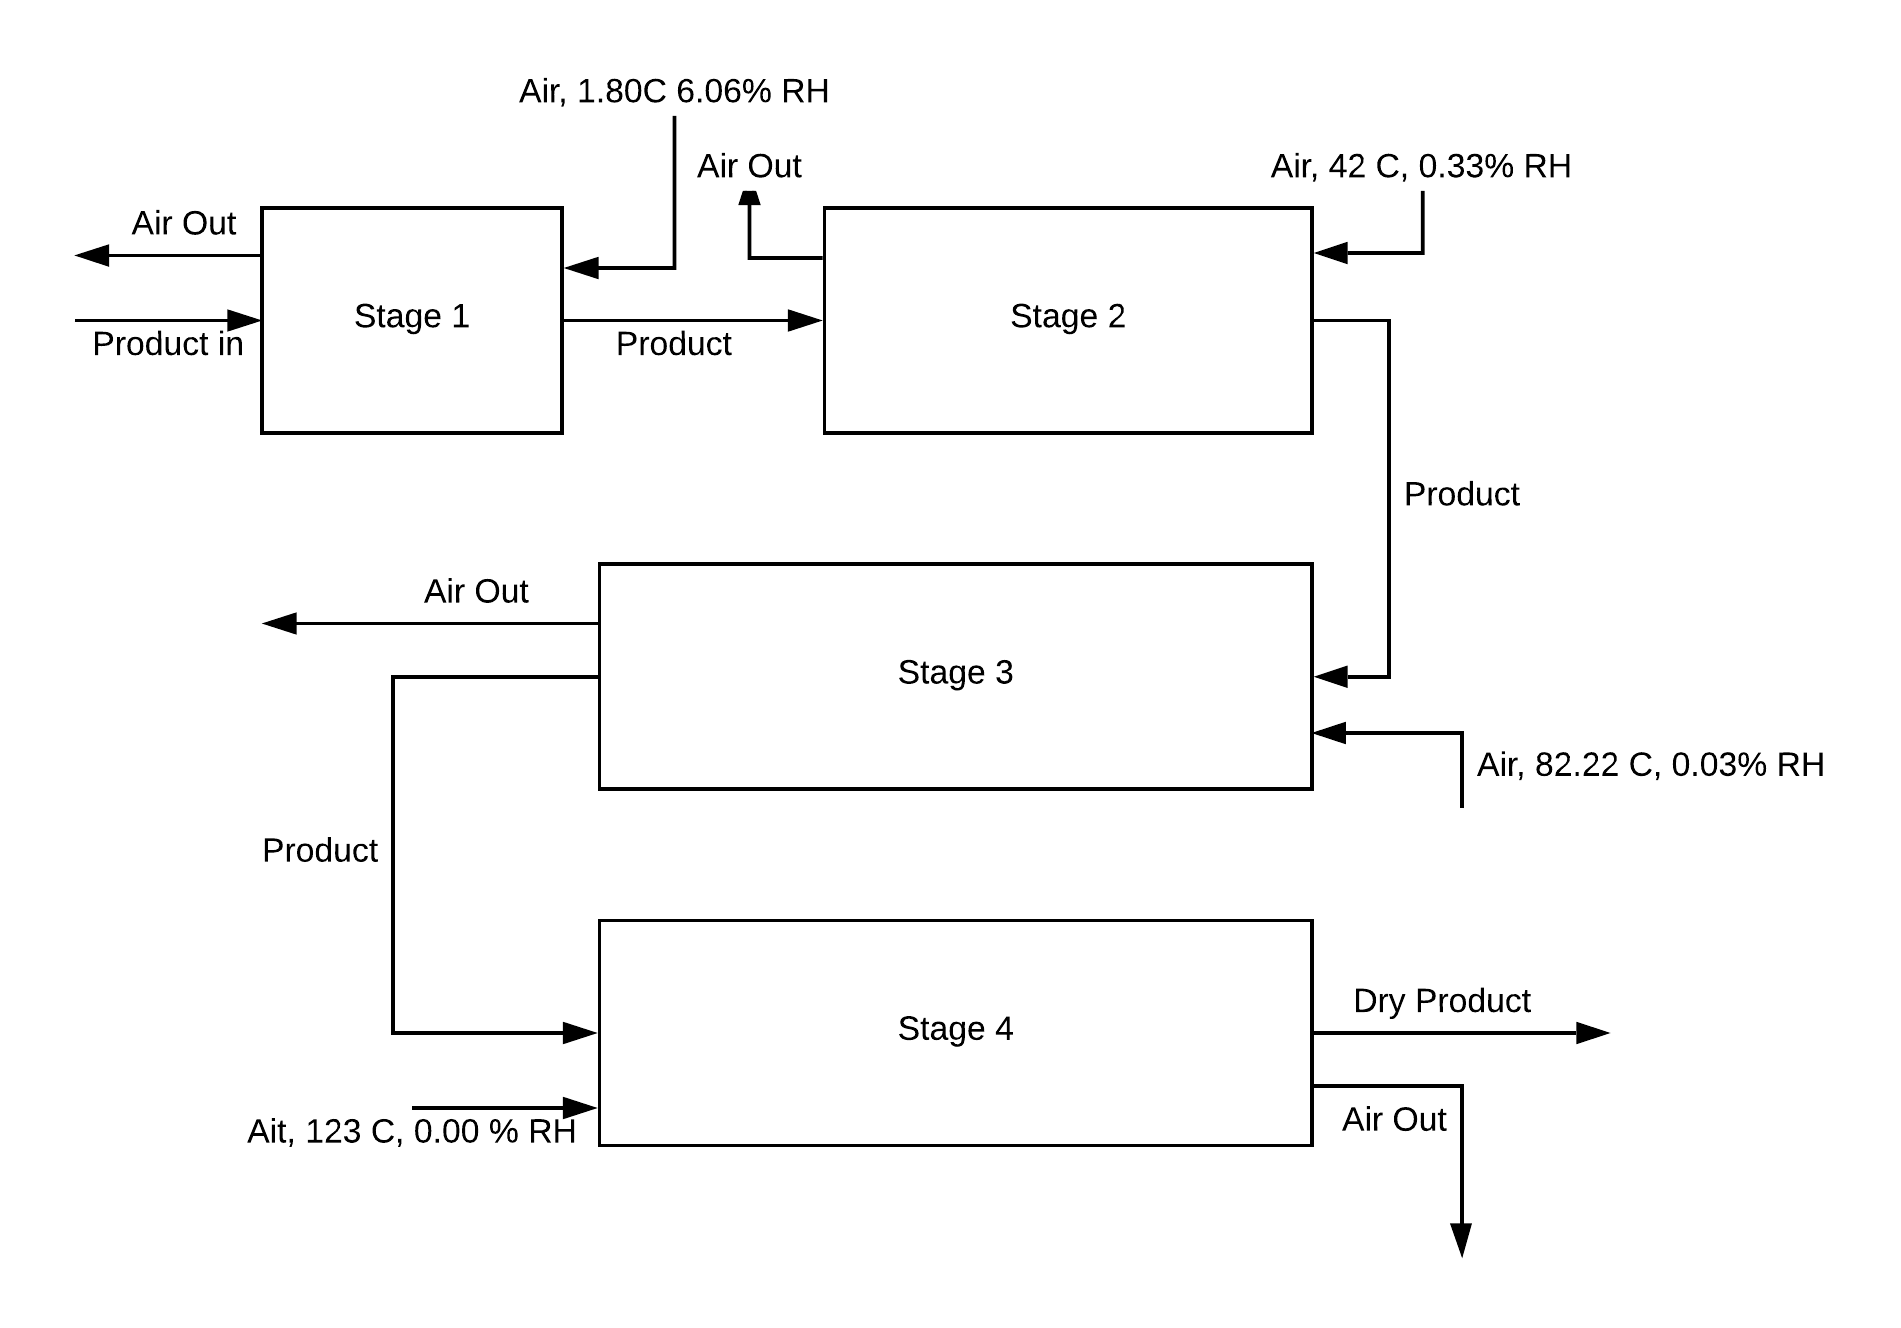 Air, 1.80C 6.06% RH
Air Out
Air, 42 C, 0.33% RH
Air Out
Stage 1
Stage 2
Product in
Product
Product
Air Out
Stage 3
Air, 82.22 C, 0.03% RH
Product
Dry Product
Stage 4
Air Out
Ait, 123 C, 0.00 % RH